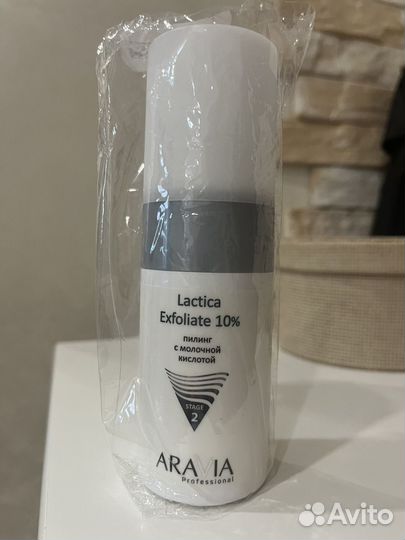 Lactica
Exfoliate 10%
пилинг
с молочной
кислотой
STAGE
2
ARAVIA
Professional
Avito